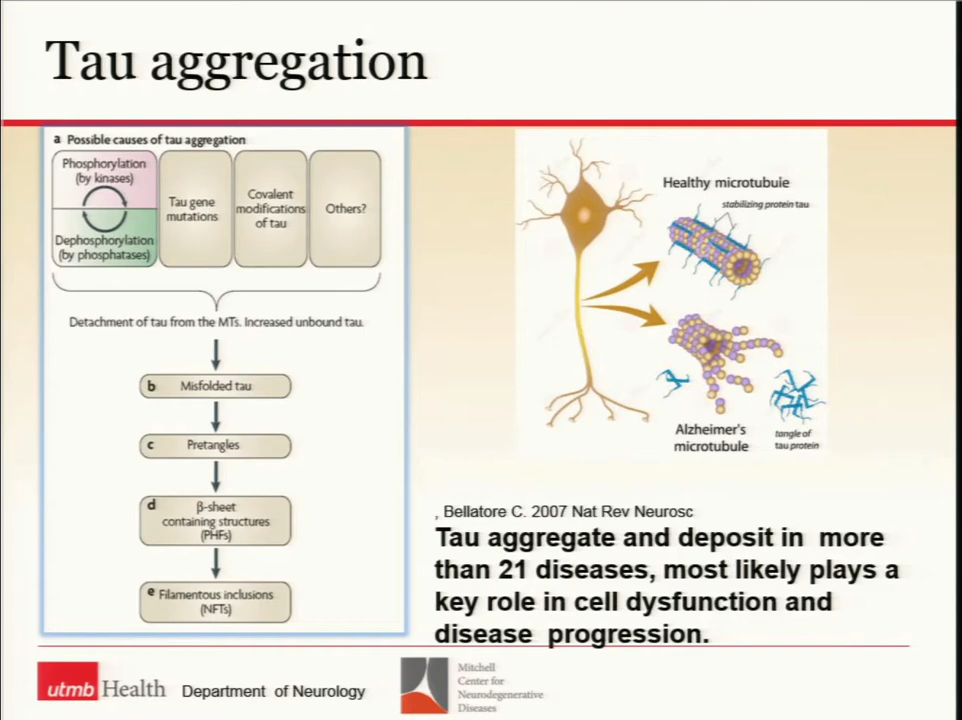 Tau aggregation
a Possible causes of tau aggregation
Phosphorylation
(by kinases)
Dephosphorylation
(by phosphatases)
Tau gene
mutations
Covalent
modifications
of tau
Others?
Detachment of tau from the MTs. Increased unbound tau.
b Misfolded tau
c Pretangles
d β-sheet
containing structures
(PHFs)
e Filamentous inclusions
(NFTs)
Healthy microtubule
stabilizing protein tau
Alzheimer's
microtubule
tangle of
tau protein
, Bellatore C. 2007 Nat Rev Neurosc
Tau aggregate and deposit in more
than 21 diseases, most likely plays a
key role in cell dysfunction and
disease progression.
utmb Health Department of Neurology
Mitchell
Center for
Neurodegenerative
Diseases